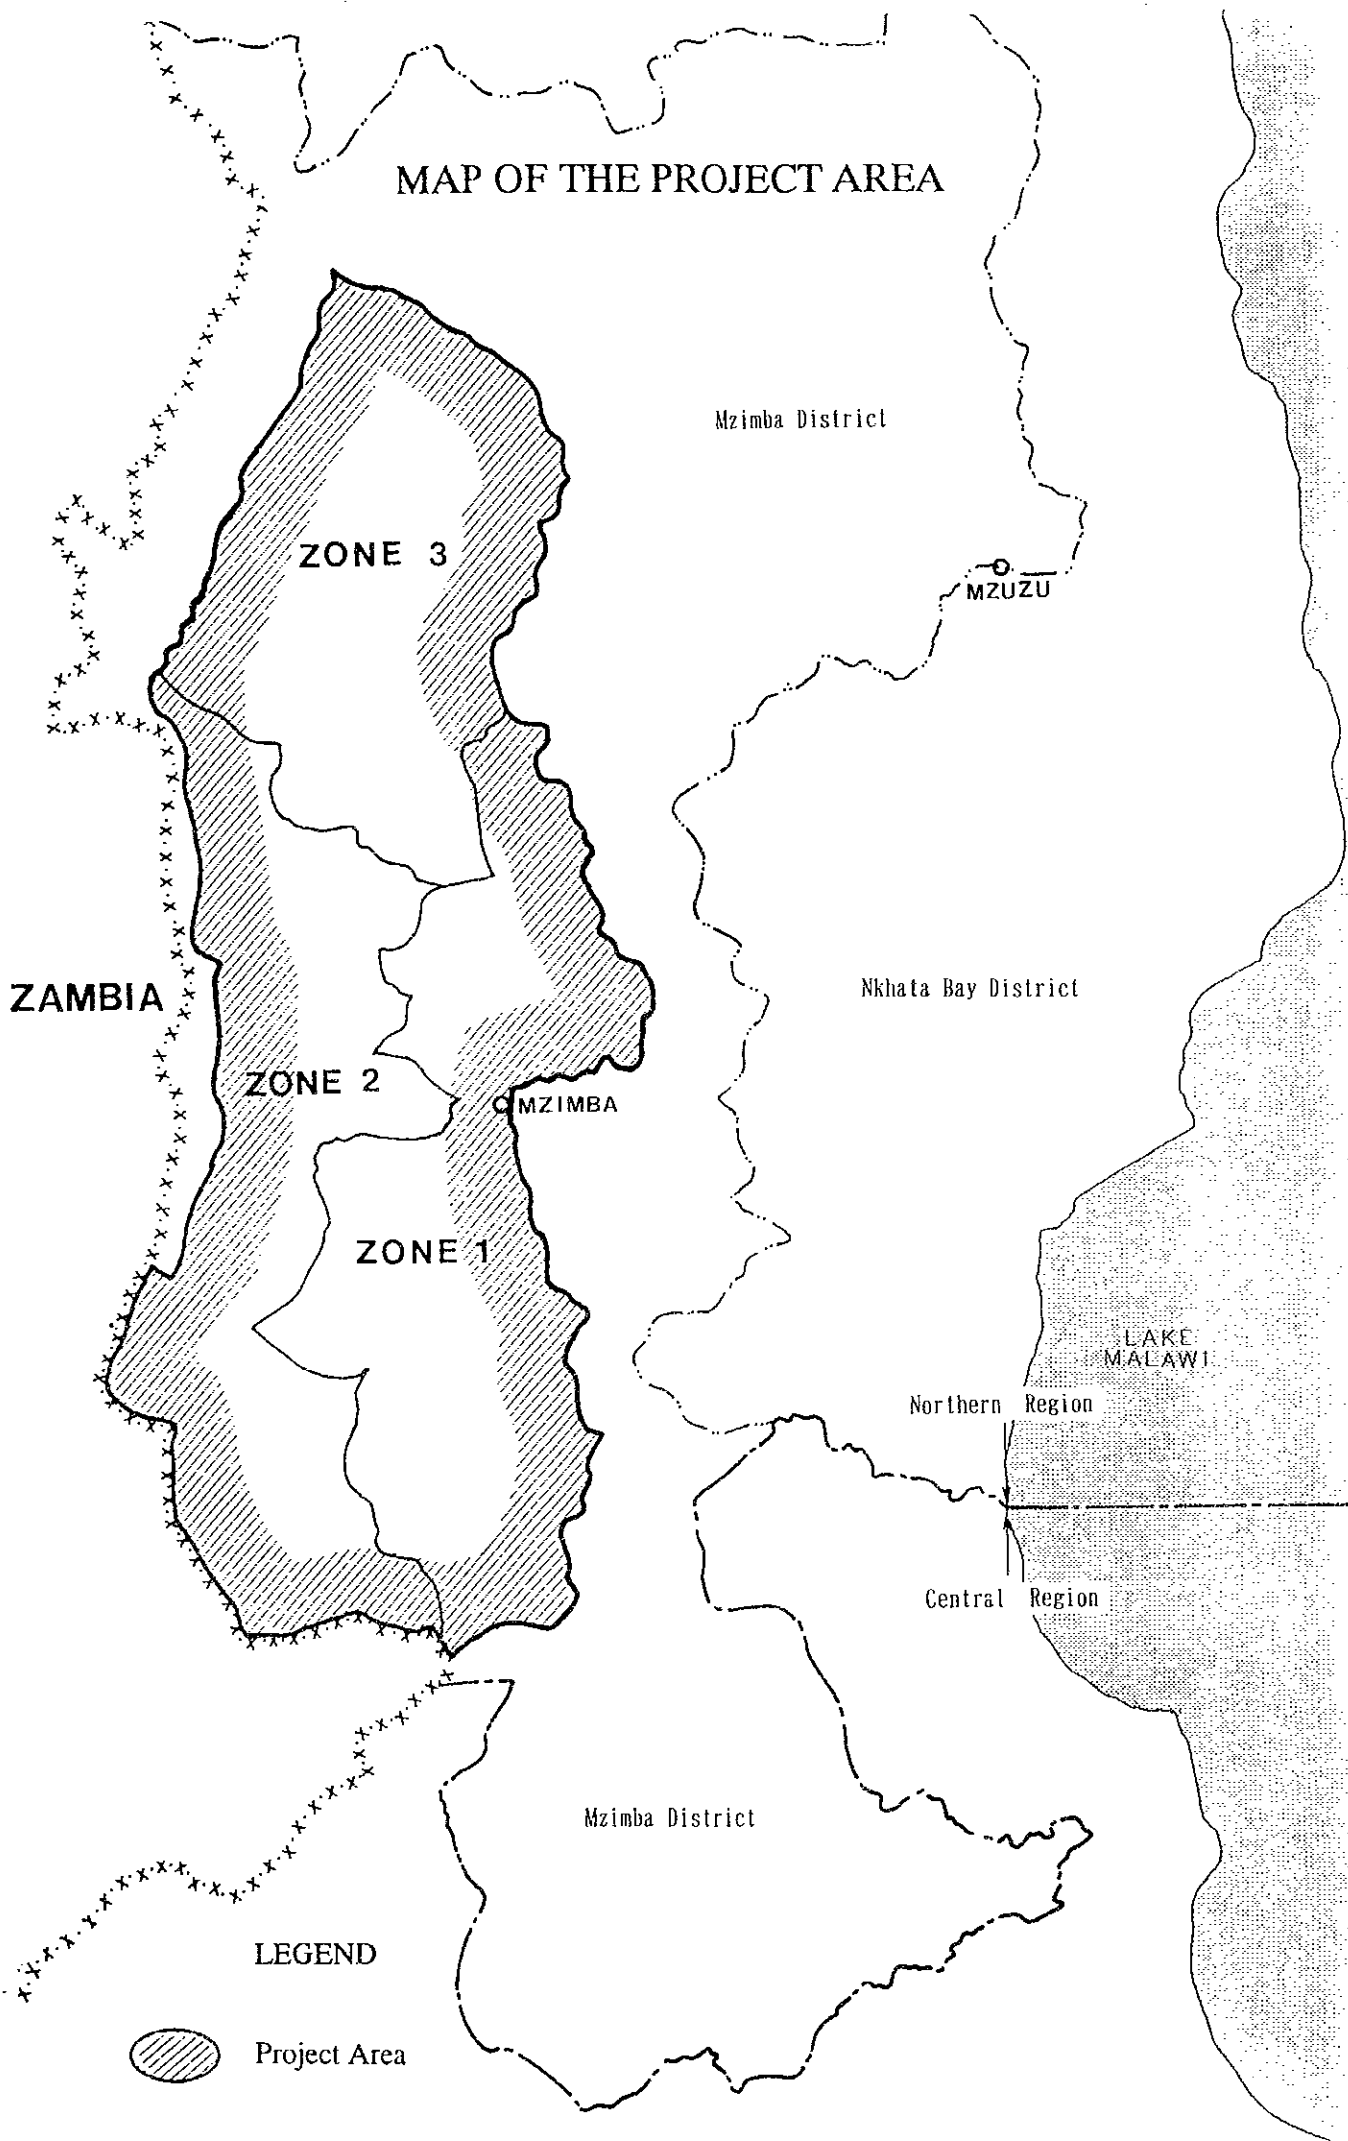 MAP OF THE PROJECT AREA
Mzimba District
ZONE 3
MZUZU
ZAMBIA
Nkhata Bay District
ZONE 2
MZIMBA
ZONE 1
LAKE
MALAWI
Northern Region
Central Region
Mzimba District
LEGEND
Project Area